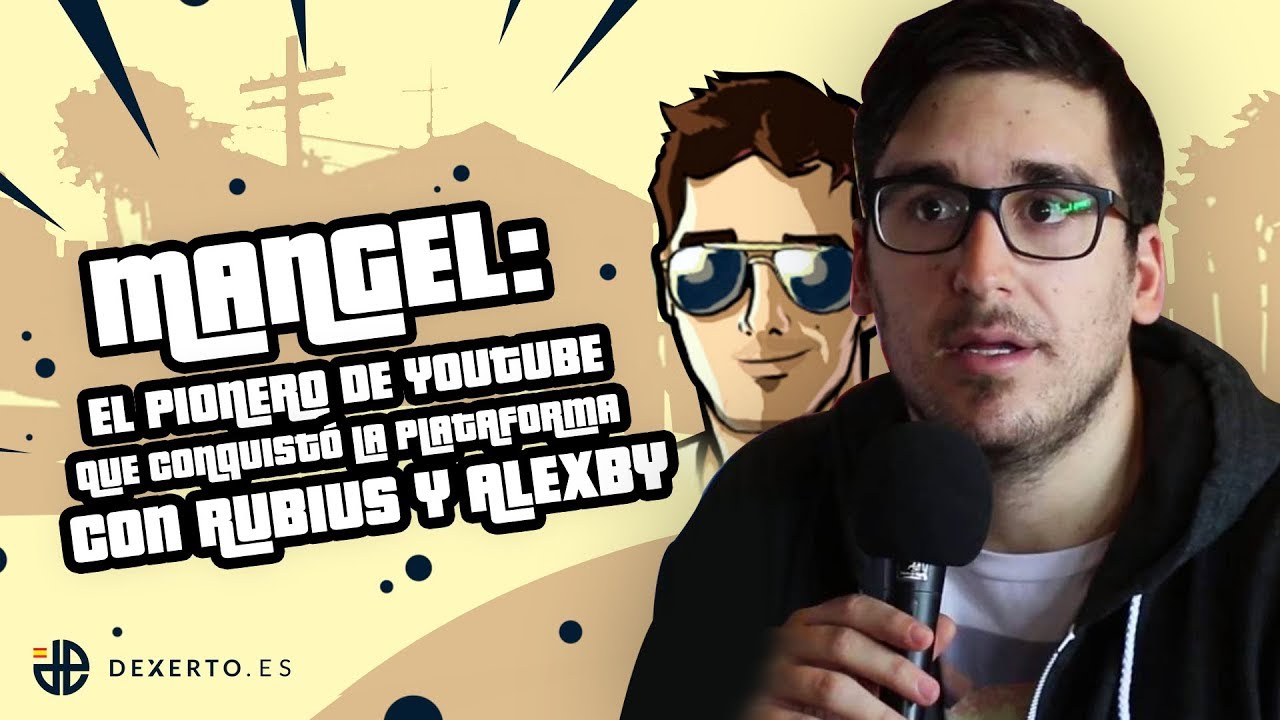 MANGEL:
EL PIONERO DE YOUTUBE
QUE CONQUISTÓ LA PLATAFORMA
CON RUBIUS Y ALEXBY
DEXERTO.ES